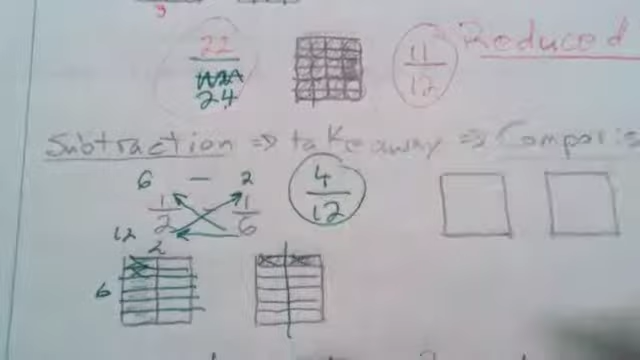 22 11 Reduced
24 12
Subtraction => take away => Comparis
6 - 2 4
1 - 1 12
2 6
12
2
6